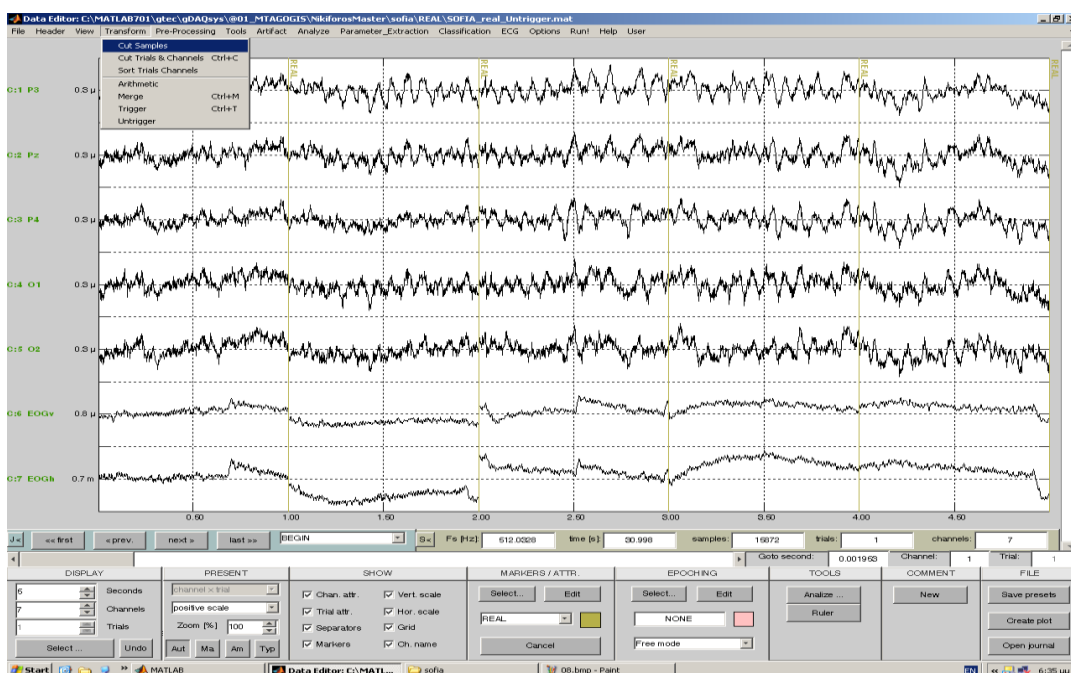 Data Editor: C:\MATLAB701\gtec\gDAQsys\@01_MTAGOGIS\NikiforosMaster\sofia\REAL\SOFIA_real_Untrigger.mat
File Header View Transform Pre-Processing Tools Artifact Analyze Parameter_Extraction Classification ECG Options Run! Help User
Cut Samples
Cut Trials & Channels Ctrl+C
Sort Trials Channels
Arithmetic
Merge Ctrl+M
Trigger Ctrl+T
Untrigger
REAL REAL REAL REAL REAL
C:1 P3 0.3 µ
C:2 Pz 0.3 µ
C:3 P4 0.3 µ
C:4 O1 0.3 µ
C:5 O2 0.3 µ
C:6 EOGv 0.8 µ
C:7 EOGh 0.7 m
0.50 1.00 1.50 2.00 2.50 3.00 3.50 4.00 4.50
J< << first < prev. next > last >> BEGIN S< Fs [Hz]: 512.0328 time [s]: 30.998 samples: 15872 trials: 1 channels: 7
Goto second: 0.001953 Channel: 1 Trial: 1
DISPLAY PRESENT SHOW MARKERS / ATTR. EPOCHING TOOLS COMMENT FILE
Seconds channel x trial Chan. attr. Vert. scale Select... Edit Select... Edit Analize ... New Save presets
7 Channels positive scale Trial attr. Hor. scale REAL NONE Ruler Create plot
1 Trials Zoom [%] 100 Separators Grid
Select ... Undo Aut Ma Am Typ Markers Ch. name Cancel Free mode Open journal
Start MATLAB Data Editor: C:\MATL... sofia 08.bmp - Paint EN 6:35 μμ